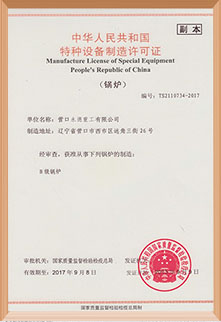 副本
中华人民共和国
特种设备制造许可证
Manufacture License of Special Equipment
People's Republic of China
（锅炉）
编号：TS2110734-2017
单位名称：营口永庆重工有限公司
制造地址：辽宁省营口市西市区远角三街26号
经审查，获准从事下列锅炉的制造：
B级锅炉
审批机关：国家质量监督检验检疫总局
有效期至：2017年9月8日
国家质量监督检验检疫总局制